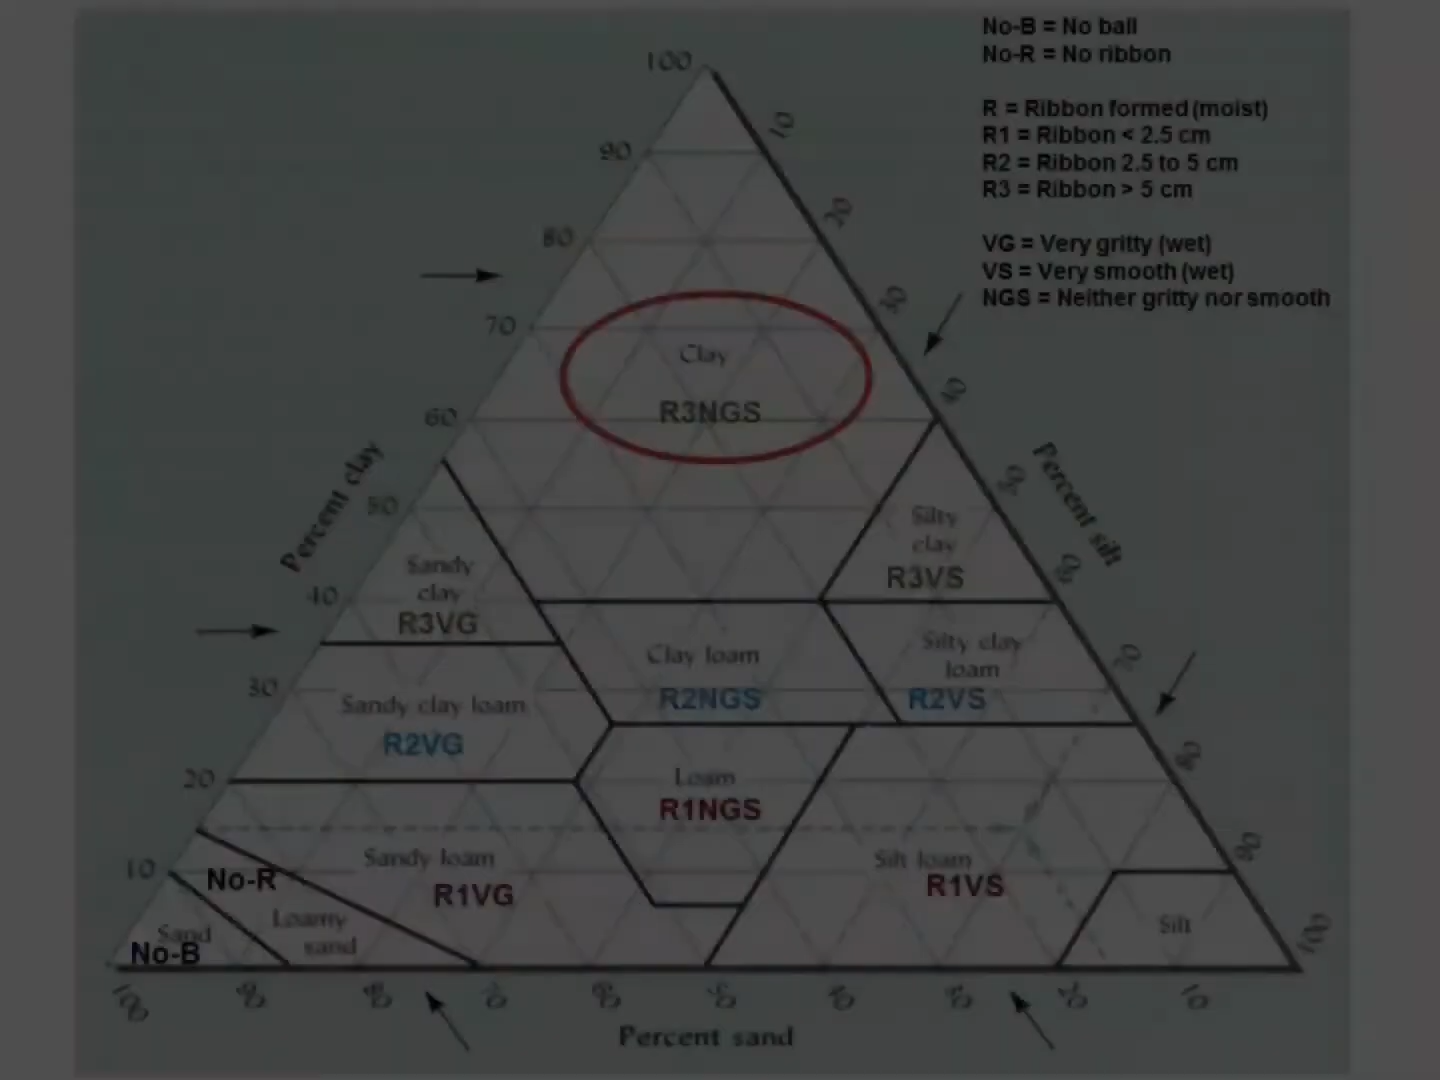 No-B = No ball
No-R = No ribbon
R = Ribbon formed (moist)
R1 = Ribbon < 2.5 cm
R2 = Ribbon 2.5 to 5 cm
R3 = Ribbon > 5 cm
VG = Very gritty (wet)
VS = Very smooth (wet)
NGS = Neither gritty nor smooth
100
10
90
20
80
30
70
Clay
40
R3NGS
60
Percent clay
Percent silt
50
50
Silty
clay
R3VS
Sandy
clay
R3VG
60
40
Clay loam
R2NGS
Silty clay
loam
R2VS
70
30
Sandy clay loam
R2VG
80
20
Loam
R1NGS
90
10
Sandy loam
R1VG
Silt loam
R1VS
No-R
Loamy
sand
Sand
No-B
Silt
100
100
90
80
70
60
50
40
30
20
10
Percent sand